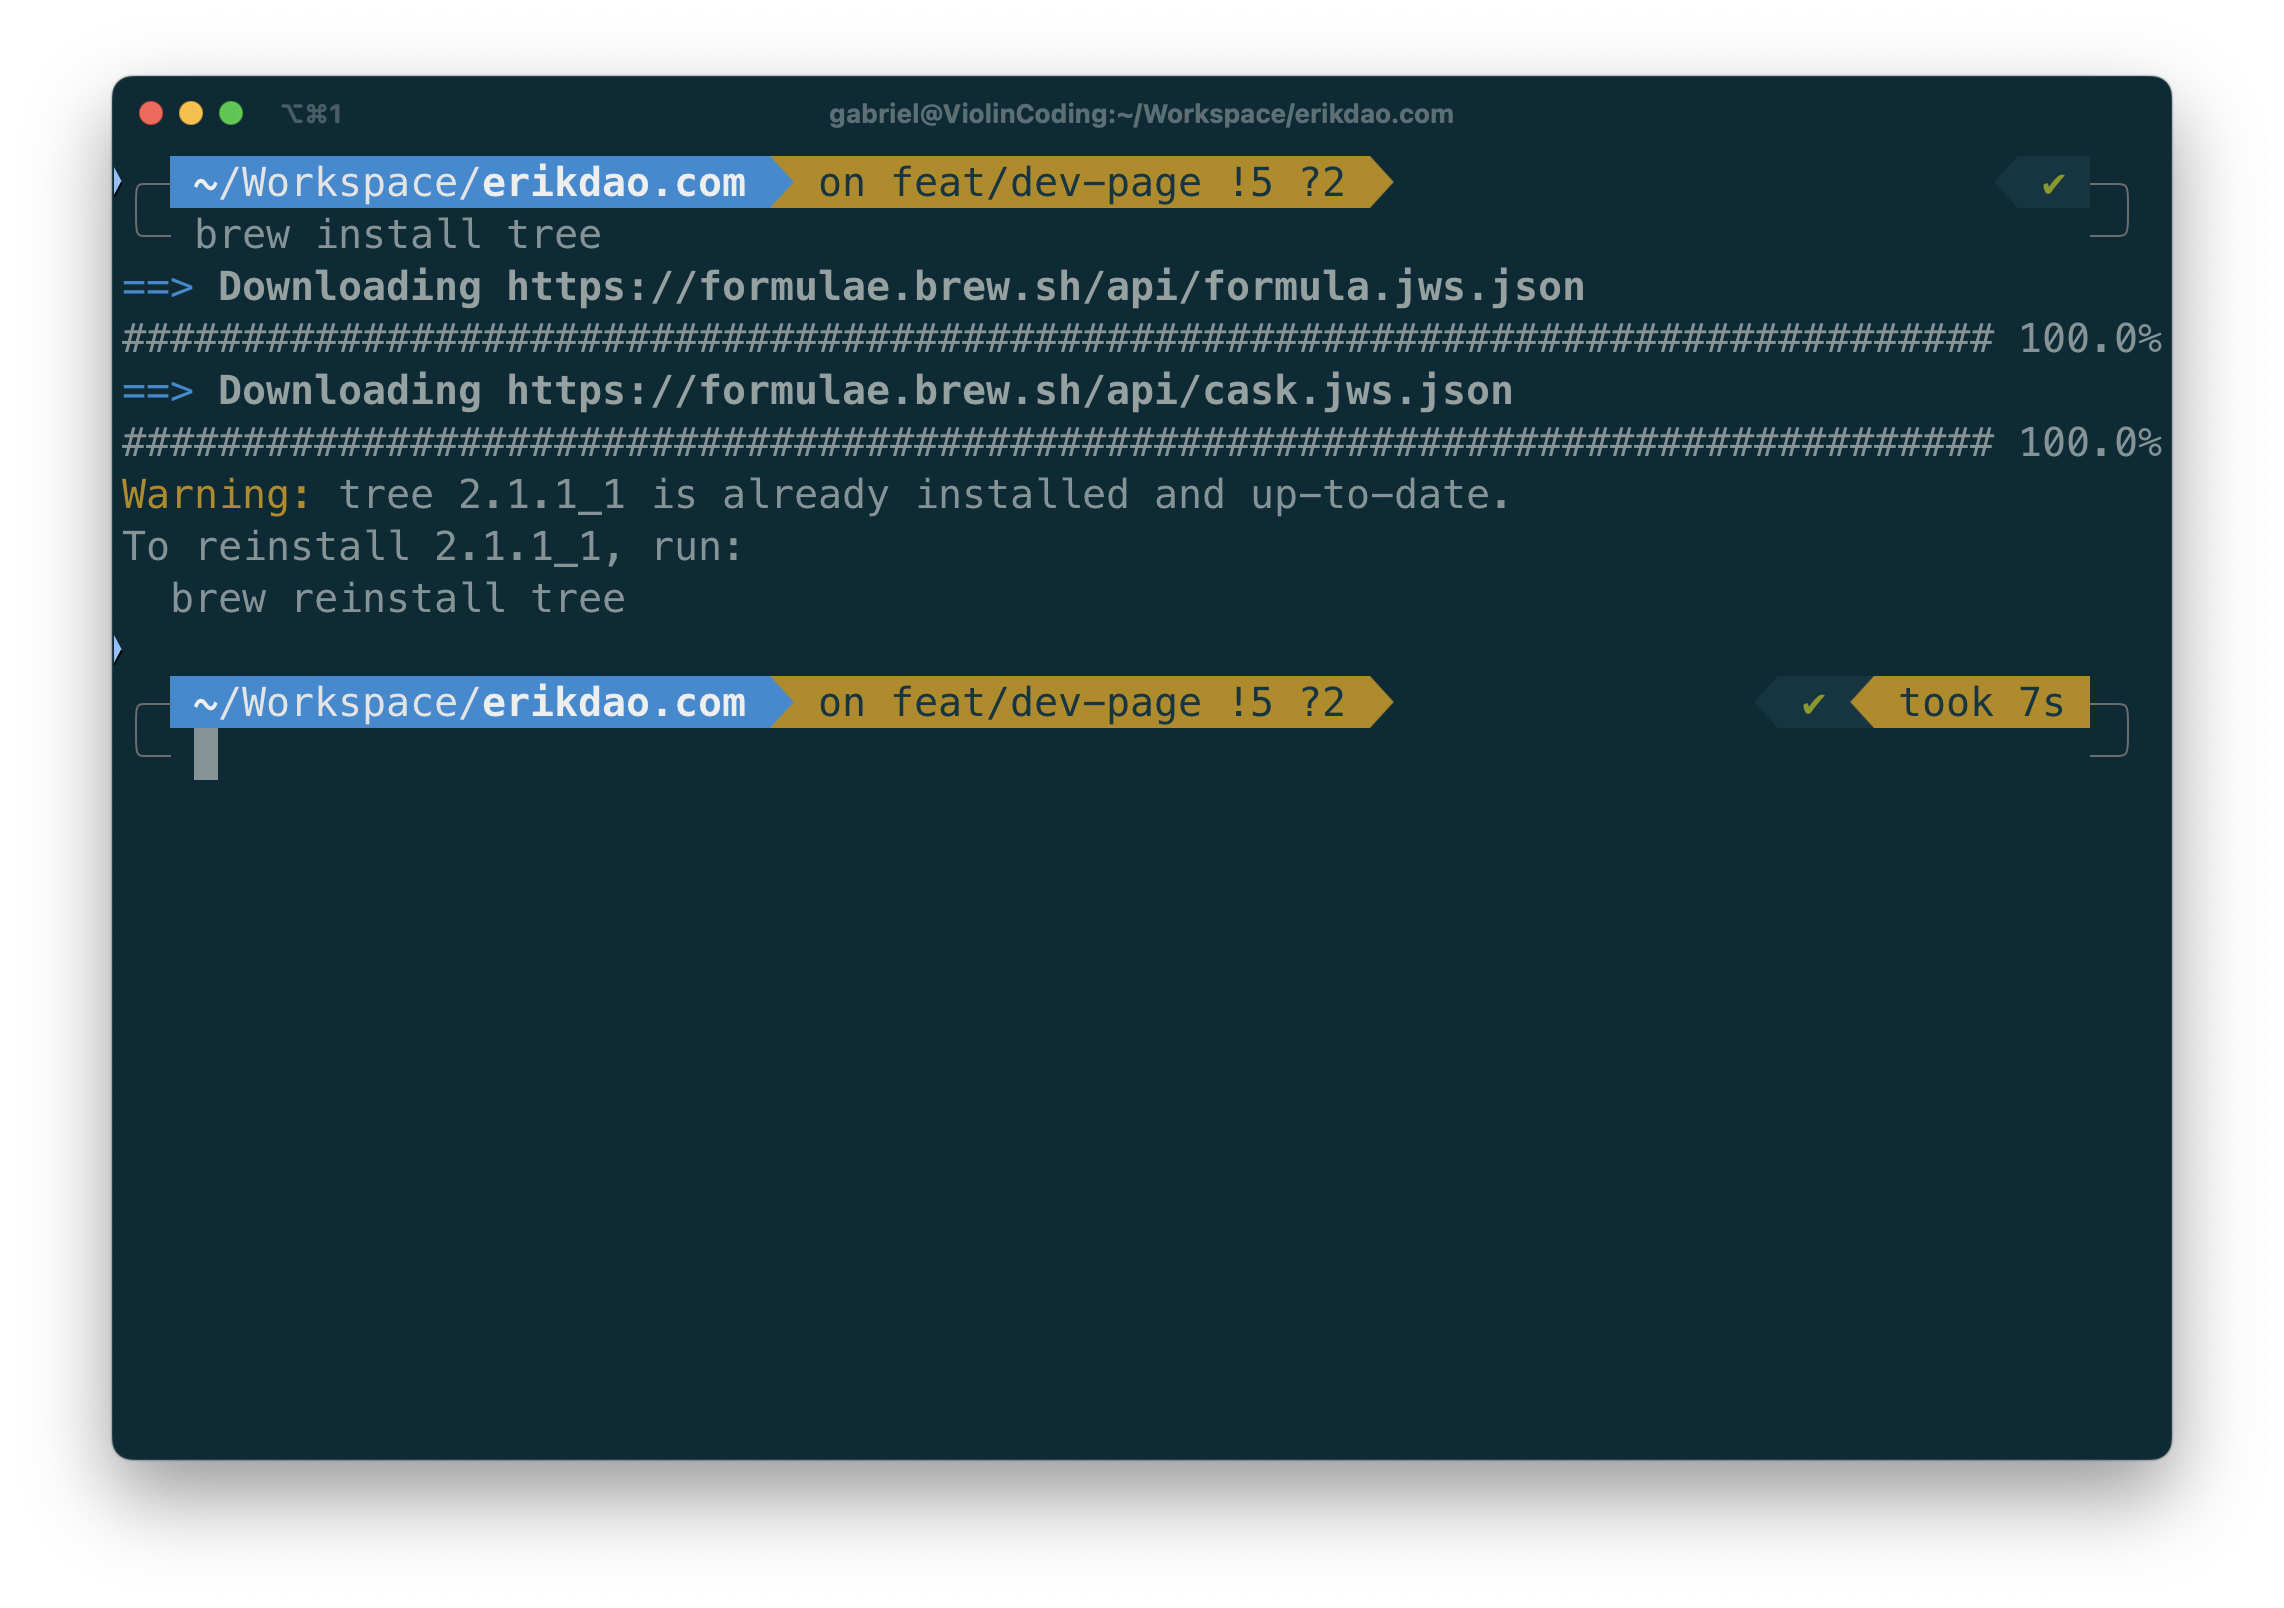 ⌥⌘1 gabriel@ViolinCoding:~/Workspace/erikdao.com
~/Workspace/erikdao.com on feat/dev-page !5 ?2 ✔
brew install tree
==> Downloading https://formulae.brew.sh/api/formula.jws.json
############################################################################## 100.0%
==> Downloading https://formulae.brew.sh/api/cask.jws.json
############################################################################## 100.0%
Warning: tree 2.1.1_1 is already installed and up-to-date.
To reinstall 2.1.1_1, run:
  brew reinstall tree
~/Workspace/erikdao.com on feat/dev-page !5 ?2 ✔ took 7s